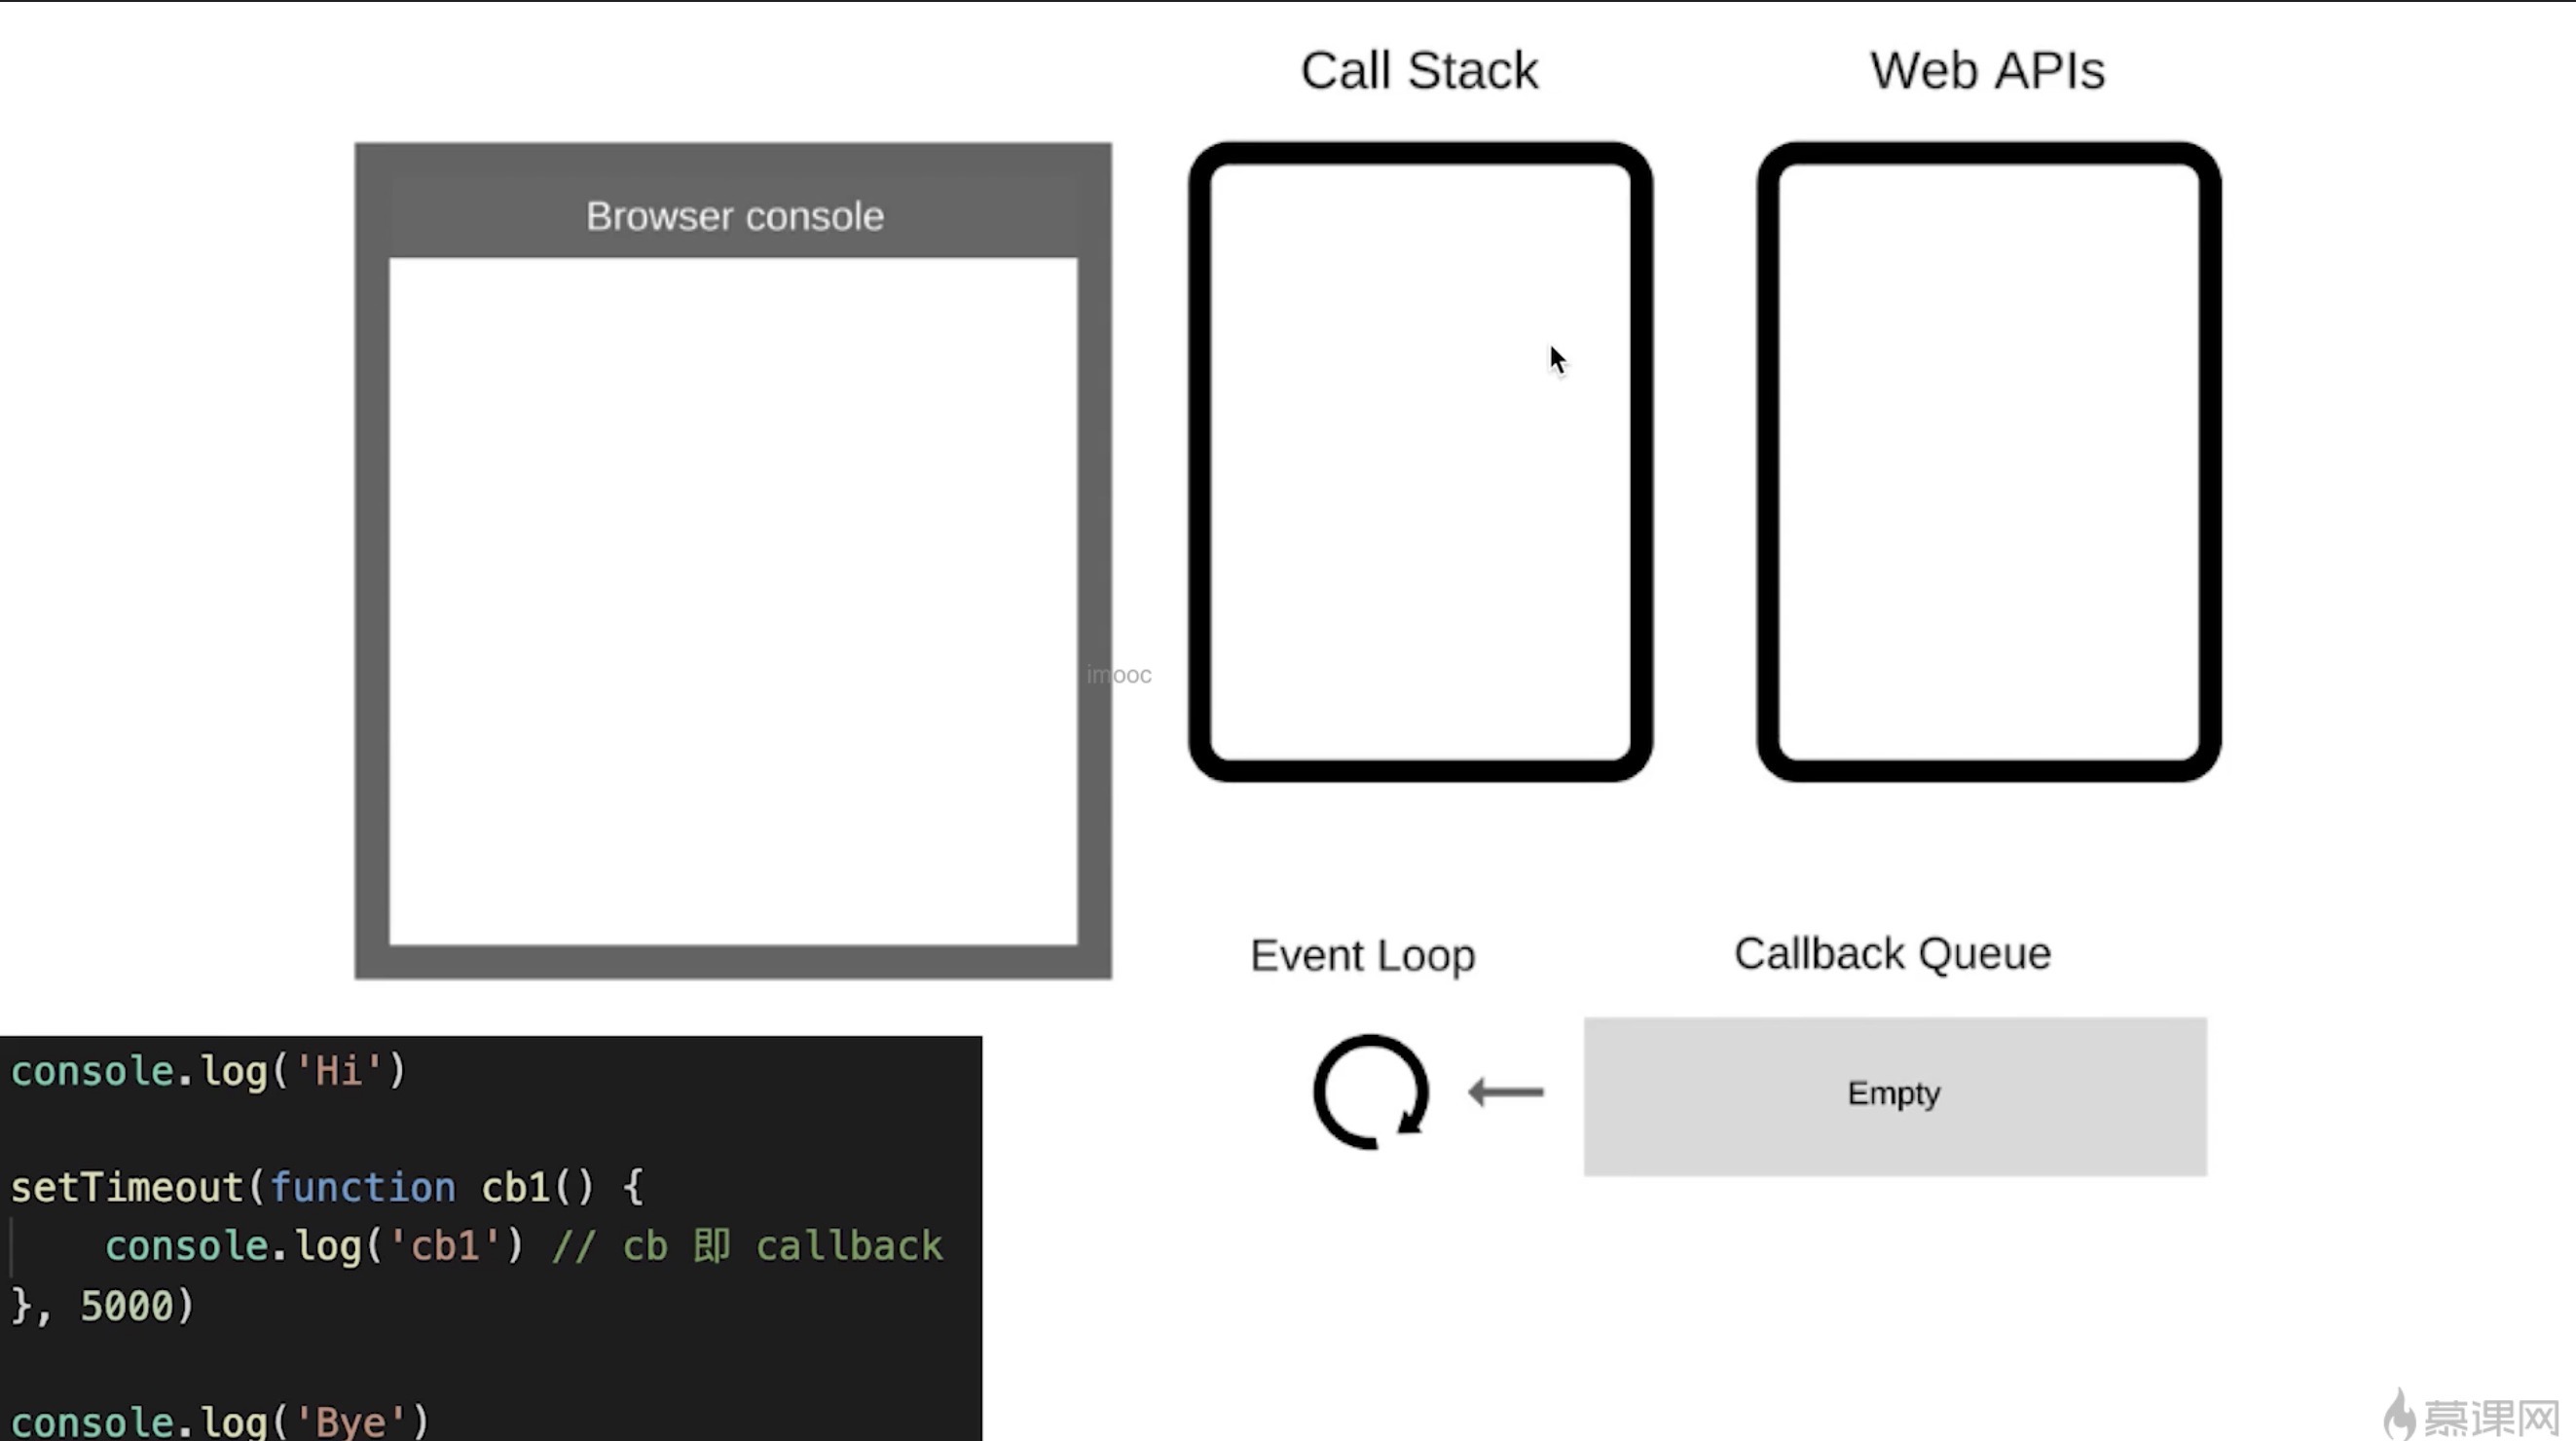 Call Stack
Web APIs
Browser console
imooc
Event Loop
Callback Queue
Empty
console.log('Hi')
setTimeout(function cb1() {
    console.log('cb1') // cb 即 callback
}, 5000)
console.log('Bye')
慕课网